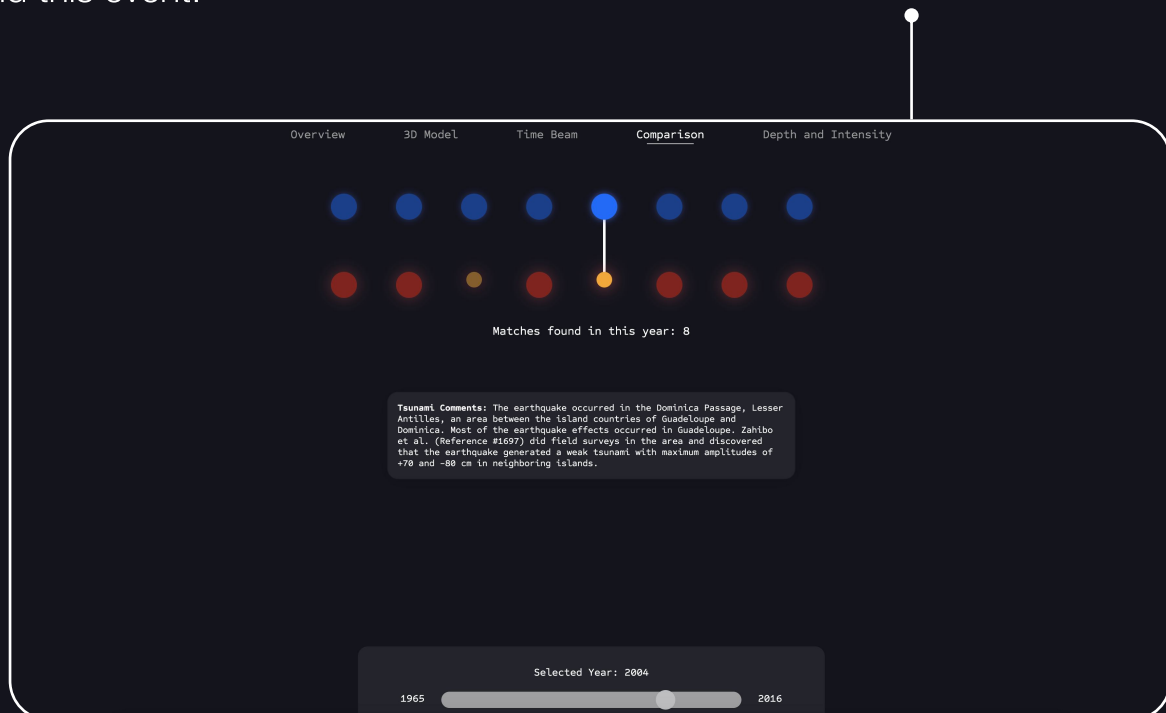 this event.
Overview 3D Model Time Beam Comparison Depth and Intensity
Matches found in this year: 8
Tsunami Comments: The earthquake occurred in the Dominica Passage, Lesser
Antilles, an area between the island countries of Guadeloupe and
Dominica. Most of the earthquake effects occurred in Guadeloupe. Zahibo
et al. (Reference #1697) did field surveys in the area and discovered
that the earthquake generated a weak tsunami with maximum amplitudes of
+70 and -80 cm in neighboring islands.
Selected Year: 2004
1965 2016